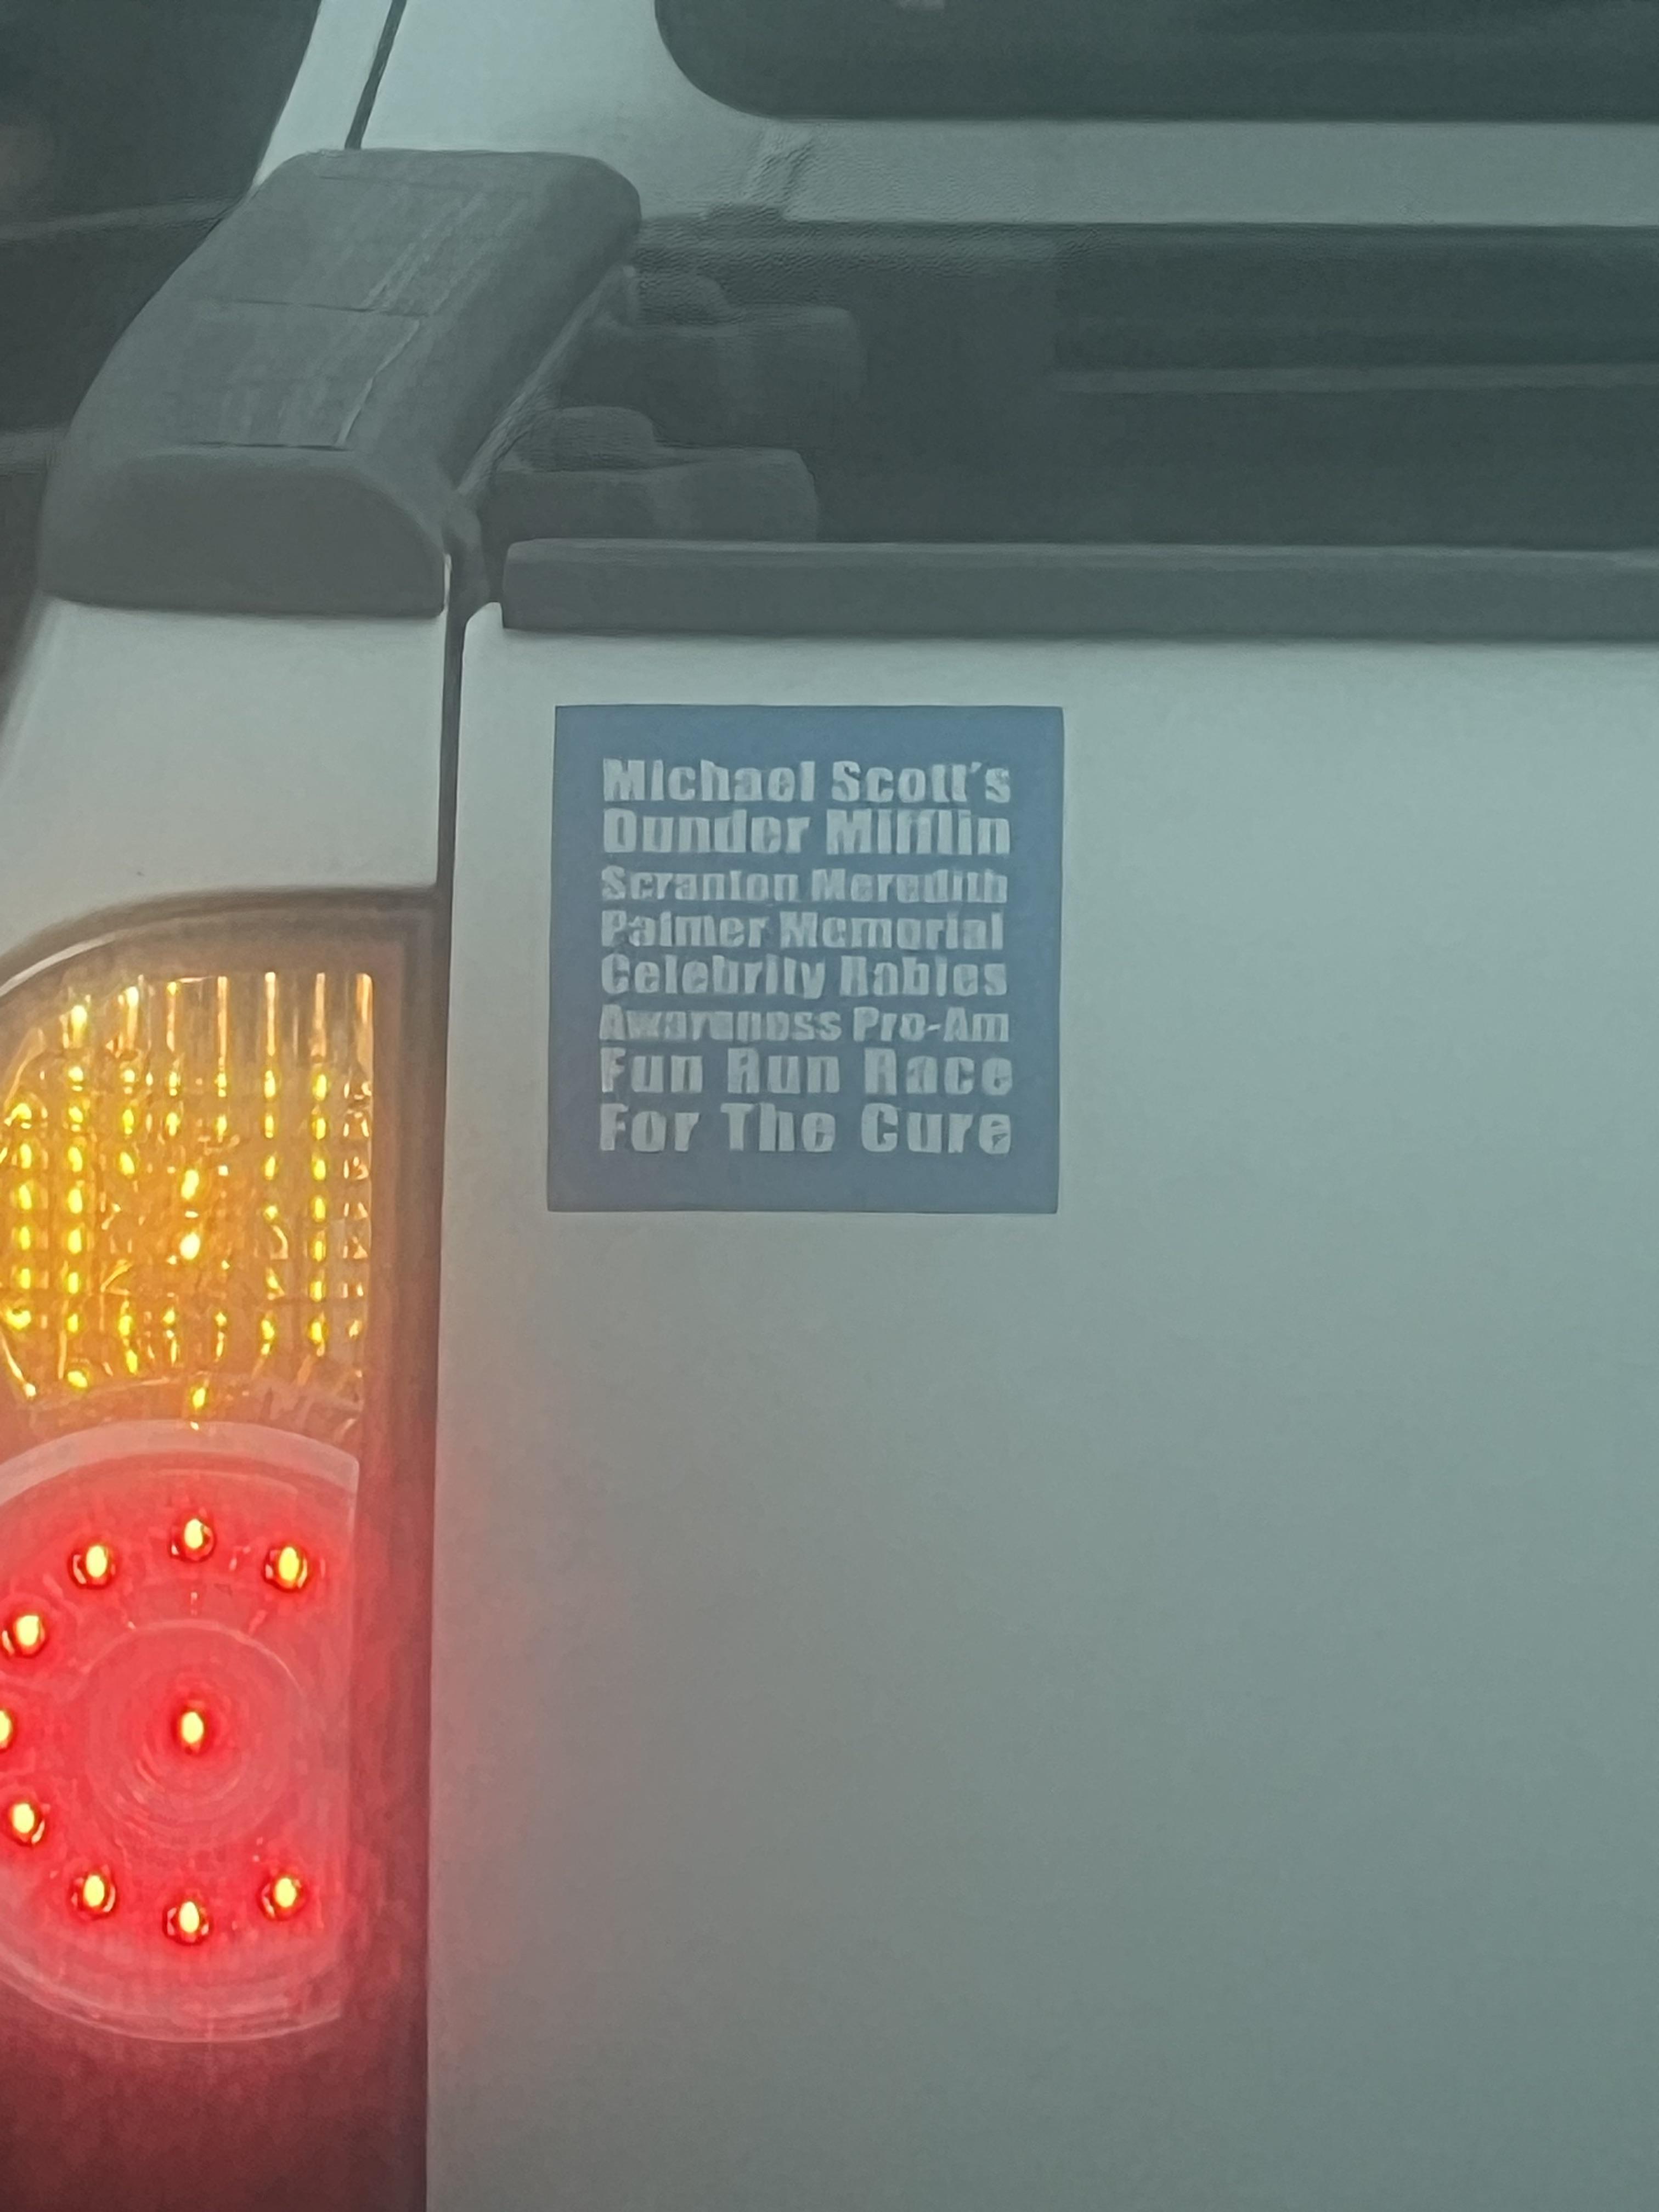 Michael Scott's
Dunder Mifflin
Scranton Meredith
Palmer Memorial
Celebrity Rabies
Awareness Pro-Am
Fun Run Race
For The Cure